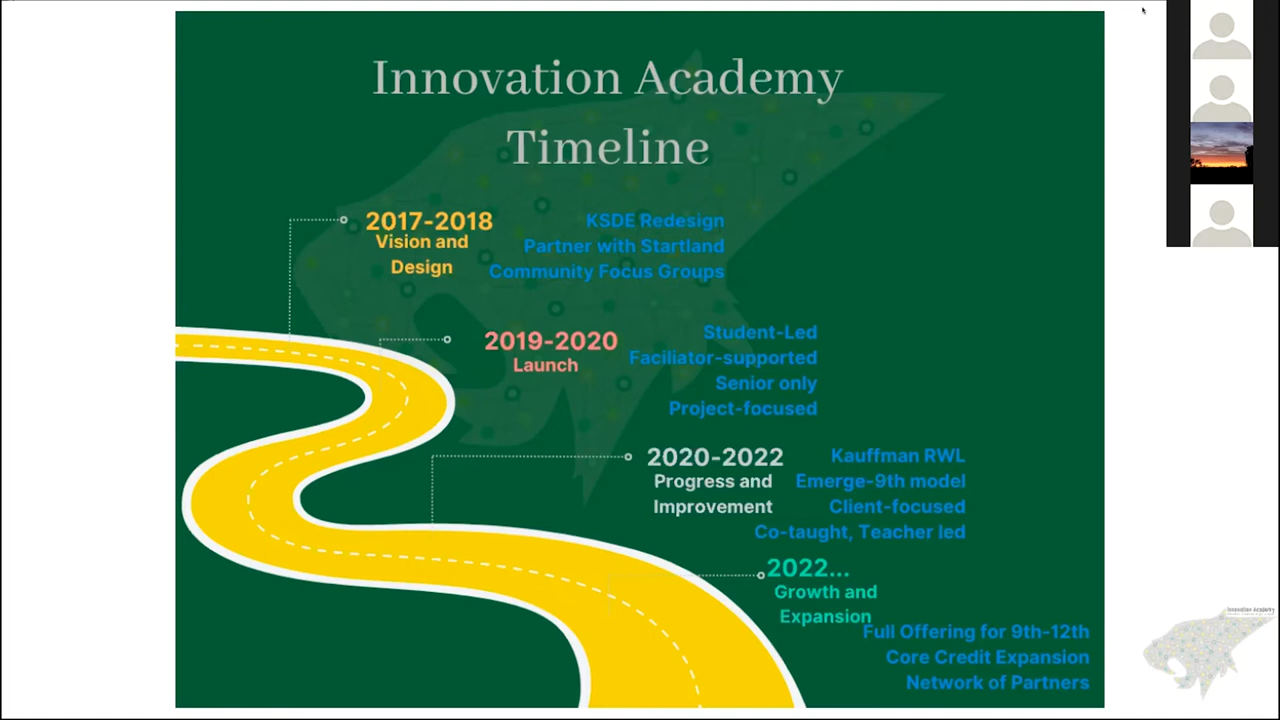 Innovation Academy
Timeline
2017-2018
Vision and
Design
KSDE Redesign
Partner with Startland
Community Focus Groups
2019-2020
Launch
Student-Led
Faciliator-supported
Senior only
Project-focused
2020-2022
Progress and
Improvement
Kauffman RWL
Emerge-9th model
Client-focused
Co-taught, Teacher led
2022...
Growth and
Expansion
Full Offering for 9th-12th
Core Credit Expansion
Network of Partners
Innovation Academy